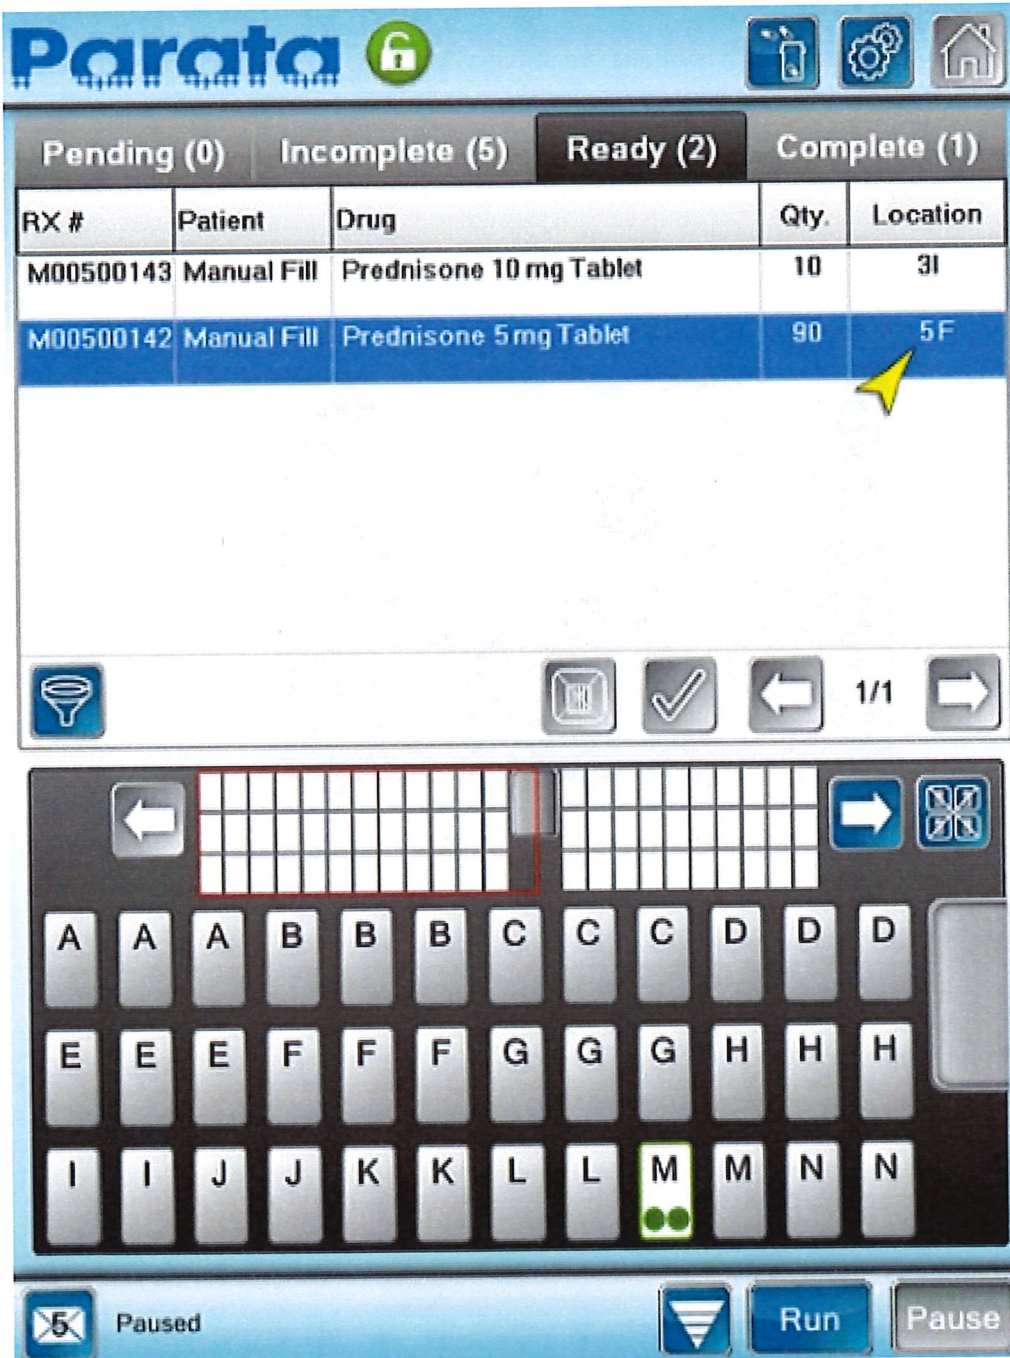 Parata
Pending (0) Incomplete (5) Ready (2) Complete (1)
RX # Patient Drug Qty. Location
M00500143 Manual Fill Prednisone 10 mg Tablet 10 3I
M00500142 Manual Fill Prednisone 5 mg Tablet 90 5F
1/1
A A A B B B C C C D D D
E E E F F F G G G H H H
I I J J K K L L M M N N
5 Paused Run Pause